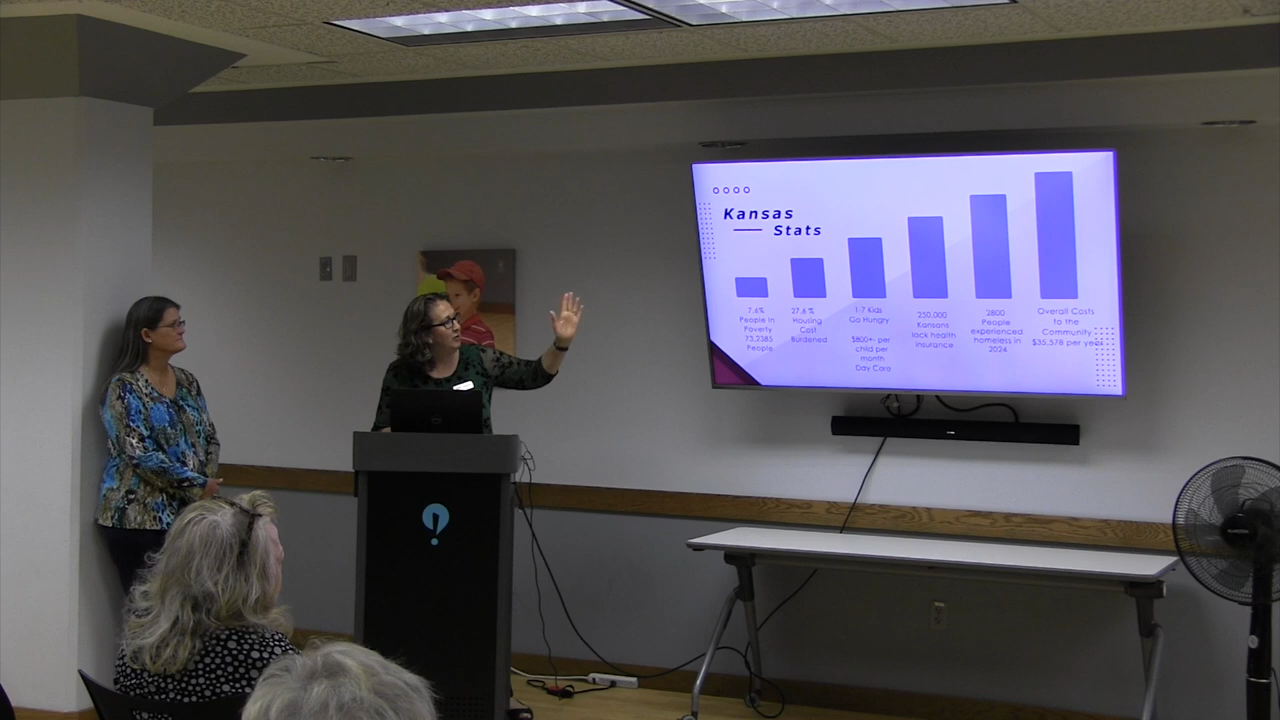 Kansas
Stats
7.6%
People In
Poverty
73,2385
People
27.6 %
Housing
Cost
Burdened
1-7 Kids
Go Hungry
$800+- per
child per
month
Day Care
250,000
Kansans
lack health
insurance
2800
People
experienced
homeless in
2024
Overall Costs
to the
Community
$35,578 per year